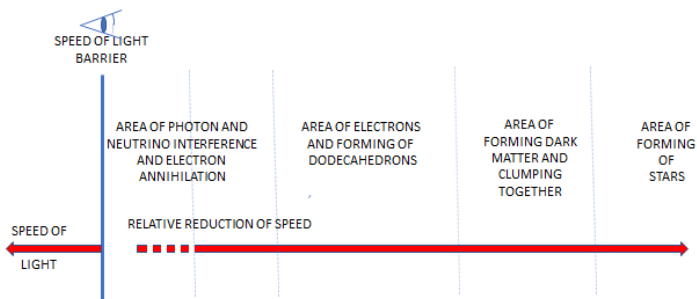 SPEED OF LIGHT
BARRIER
AREA OF PHOTON AND
NEUTRINO INTERFERENCE
AND ELECTRON
ANNIHILATION
AREA OF ELECTRONS
AND FORMING OF
DODECAHEDRONS
AREA OF
FORMING DARK
MATTER AND
CLUMPING
TOGETHER
AREA OF
FORMING
OF
STARS
RELATIVE REDUCTION OF SPEED
SPEED OF
LIGHT